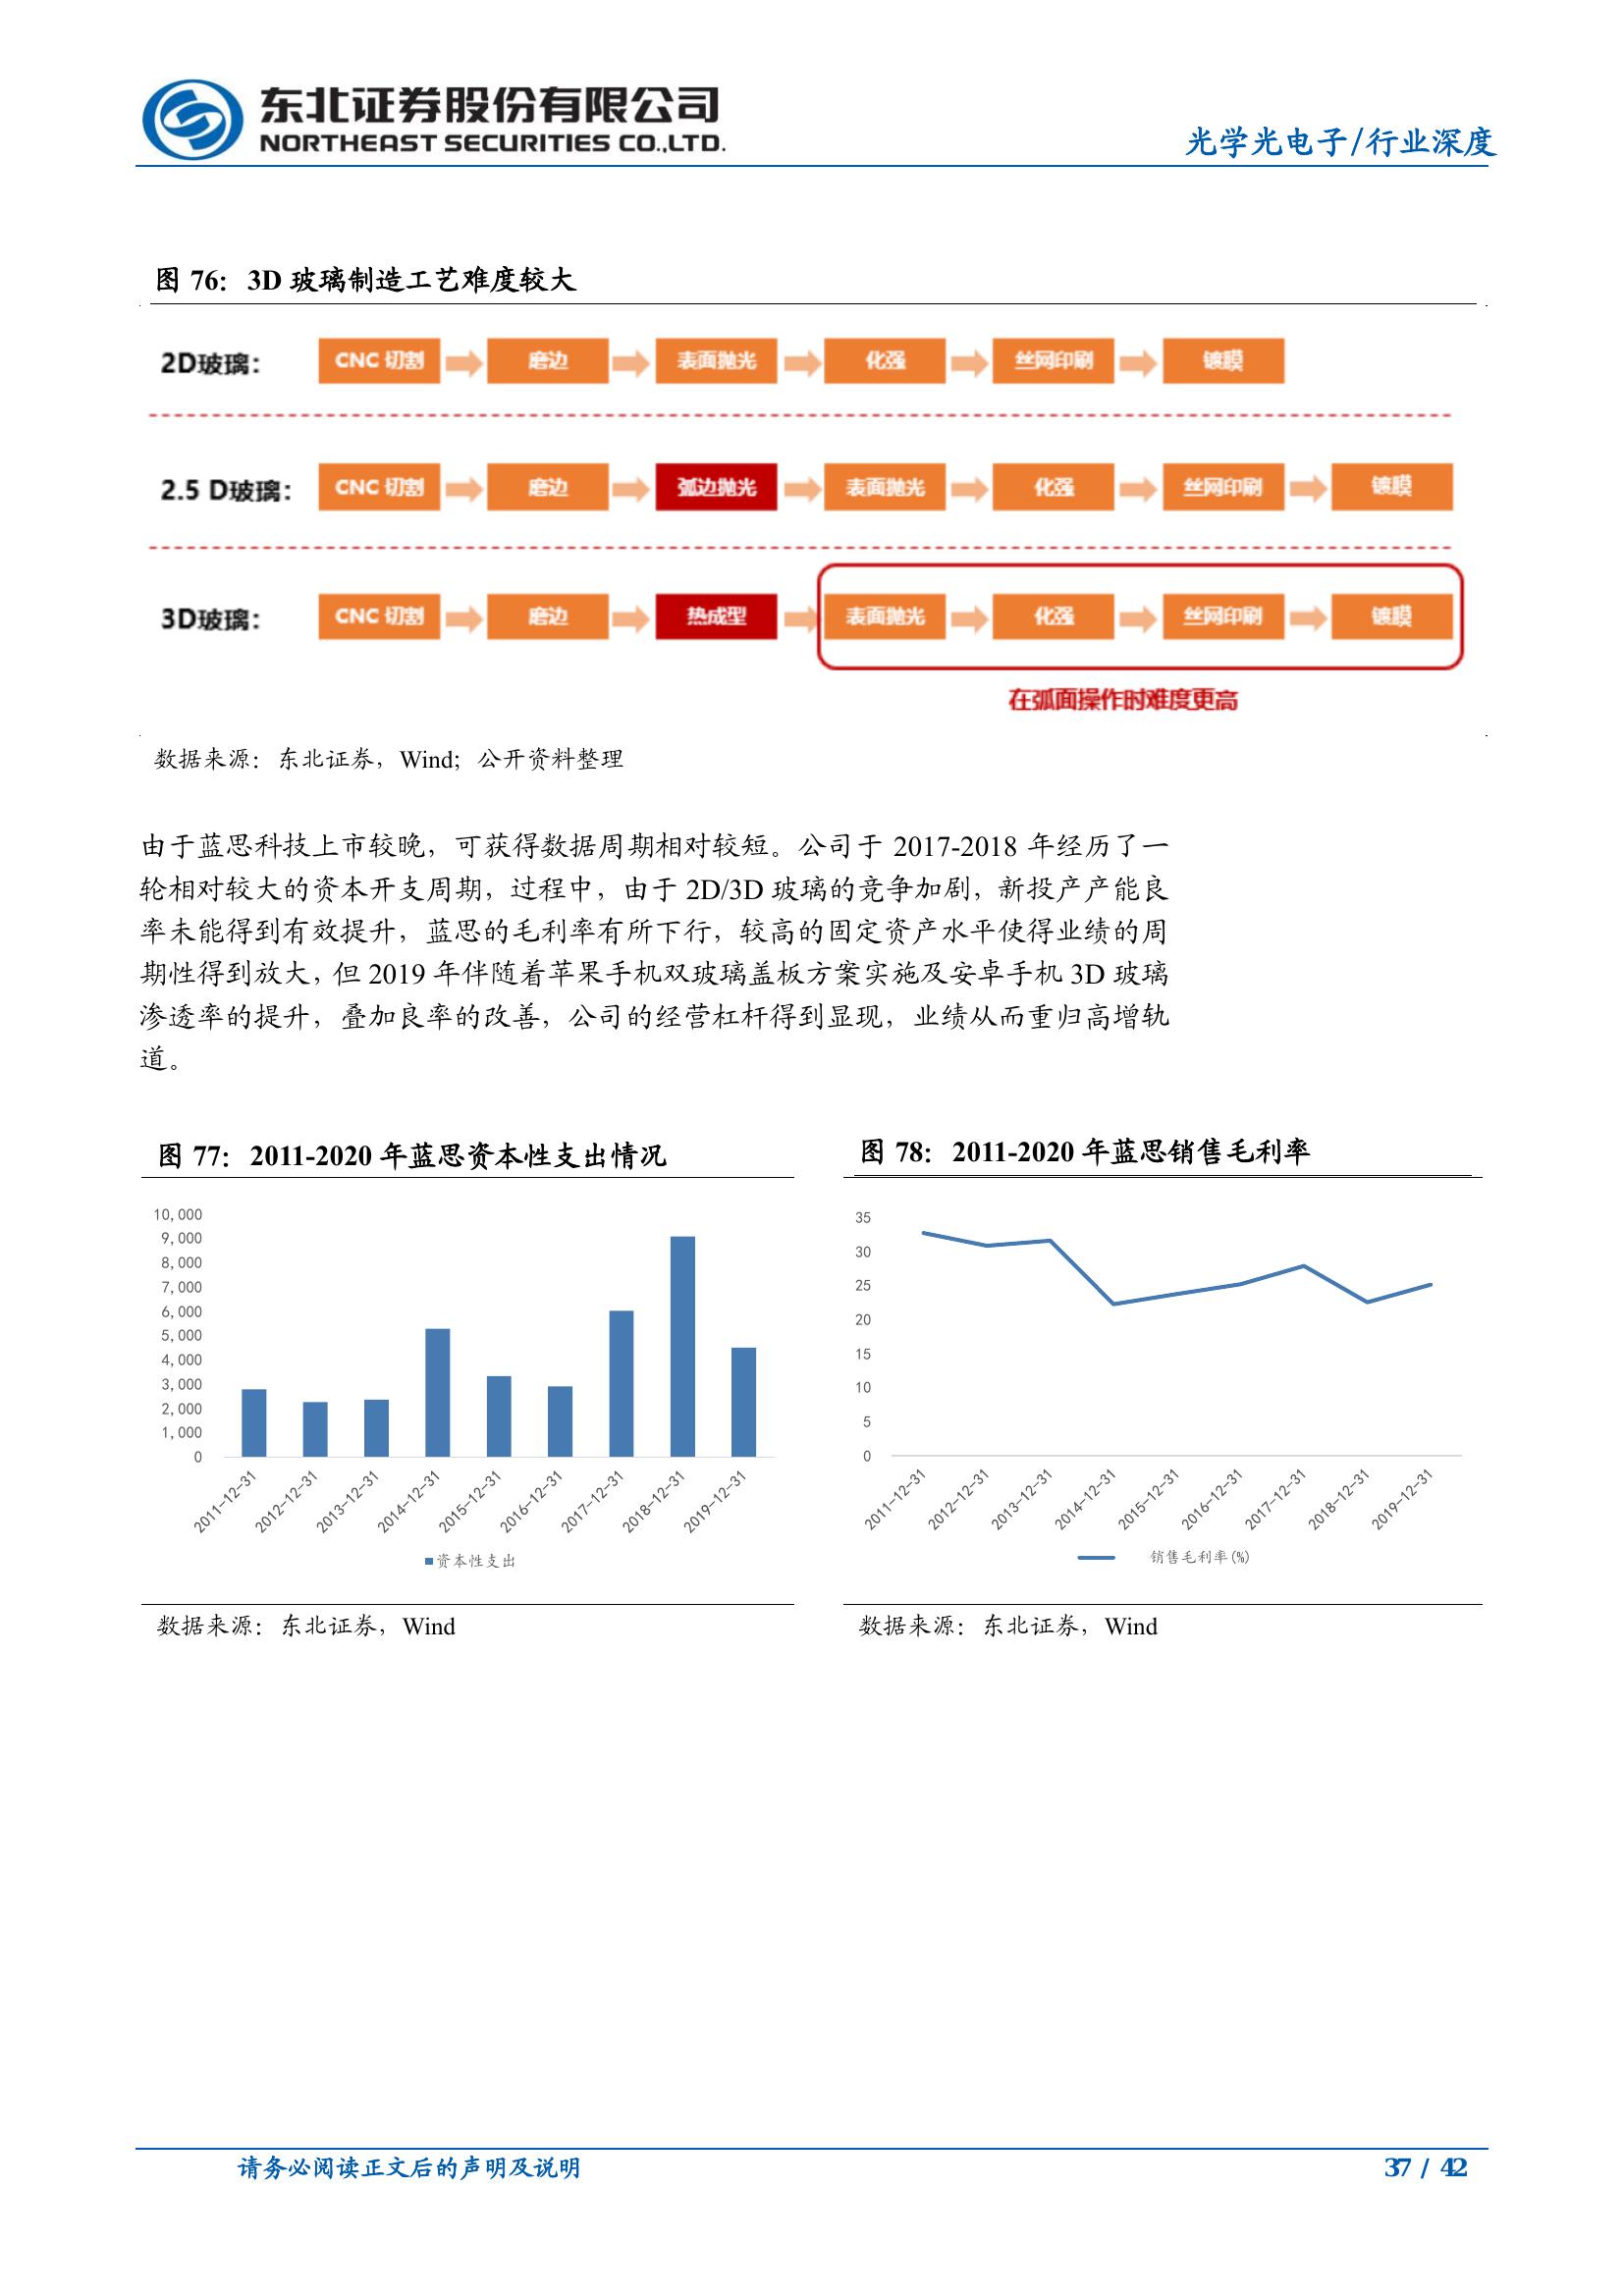 东北证券股份有限公司
NORTHEAST SECURITIES CO.,LTD.
光学光电子/行业深度
图 76：3D 玻璃制造工艺难度较大
2D玻璃： CNC 切割 磨边 表面抛光 化强 丝网印刷 镀膜
2.5 D玻璃： CNC 切割 磨边 弧边抛光 表面抛光 化强 丝网印刷 镀膜
3D玻璃： CNC 切割 磨边 热成型 表面抛光 化强 丝网印刷 镀膜
在弧面操作时难度更高
数据来源：东北证券，Wind；公开资料整理
由于蓝思科技上市较晚，可获得数据周期相对较短。公司于 2017-2018 年经历了一
轮相对较大的资本开支周期，过程中，由于 2D/3D 玻璃的竞争加剧，新投产产能良
率未能得到有效提升，蓝思的毛利率有所下行，较高的固定资产水平使得业绩的周
期性得到放大，但 2019 年伴随着苹果手机双玻璃盖板方案实施及安卓手机 3D 玻璃
渗透率的提升，叠加良率的改善，公司的经营杠杆得到显现，业绩从而重归高增轨
道。
图 77：2011-2020 年蓝思资本性支出情况
10,000
9,000
8,000
7,000
6,000
5,000
4,000
3,000
2,000
1,000
0
2011-12-31 2012-12-31 2013-12-31 2014-12-31 2015-12-31 2016-12-31 2017-12-31 2018-12-31 2019-12-31
资本性支出
数据来源：东北证券，Wind
图 78：2011-2020 年蓝思销售毛利率
35
30
25
20
15
10
5
0
2011-12-31 2012-12-31 2013-12-31 2014-12-31 2015-12-31 2016-12-31 2017-12-31 2018-12-31 2019-12-31
销售毛利率(%)
数据来源：东北证券，Wind
请务必阅读正文后的声明及说明
37 / 42